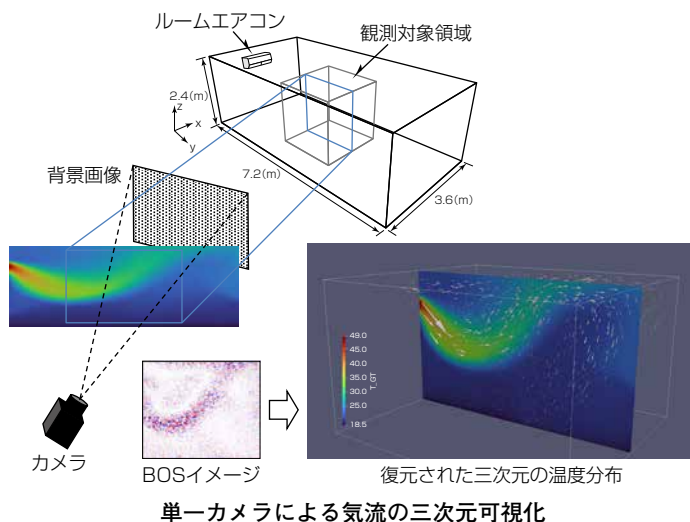 ルームエアコン
観測対象領域
2.4(m)
z
x
y
7.2(m)
3.6(m)
背景画像
カメラ
BOSイメージ
49.0
45.0
40.0
35.0
30.0
25.0
18.5
T_GT
復元された三次元の温度分布
単一カメラによる気流の三次元可視化